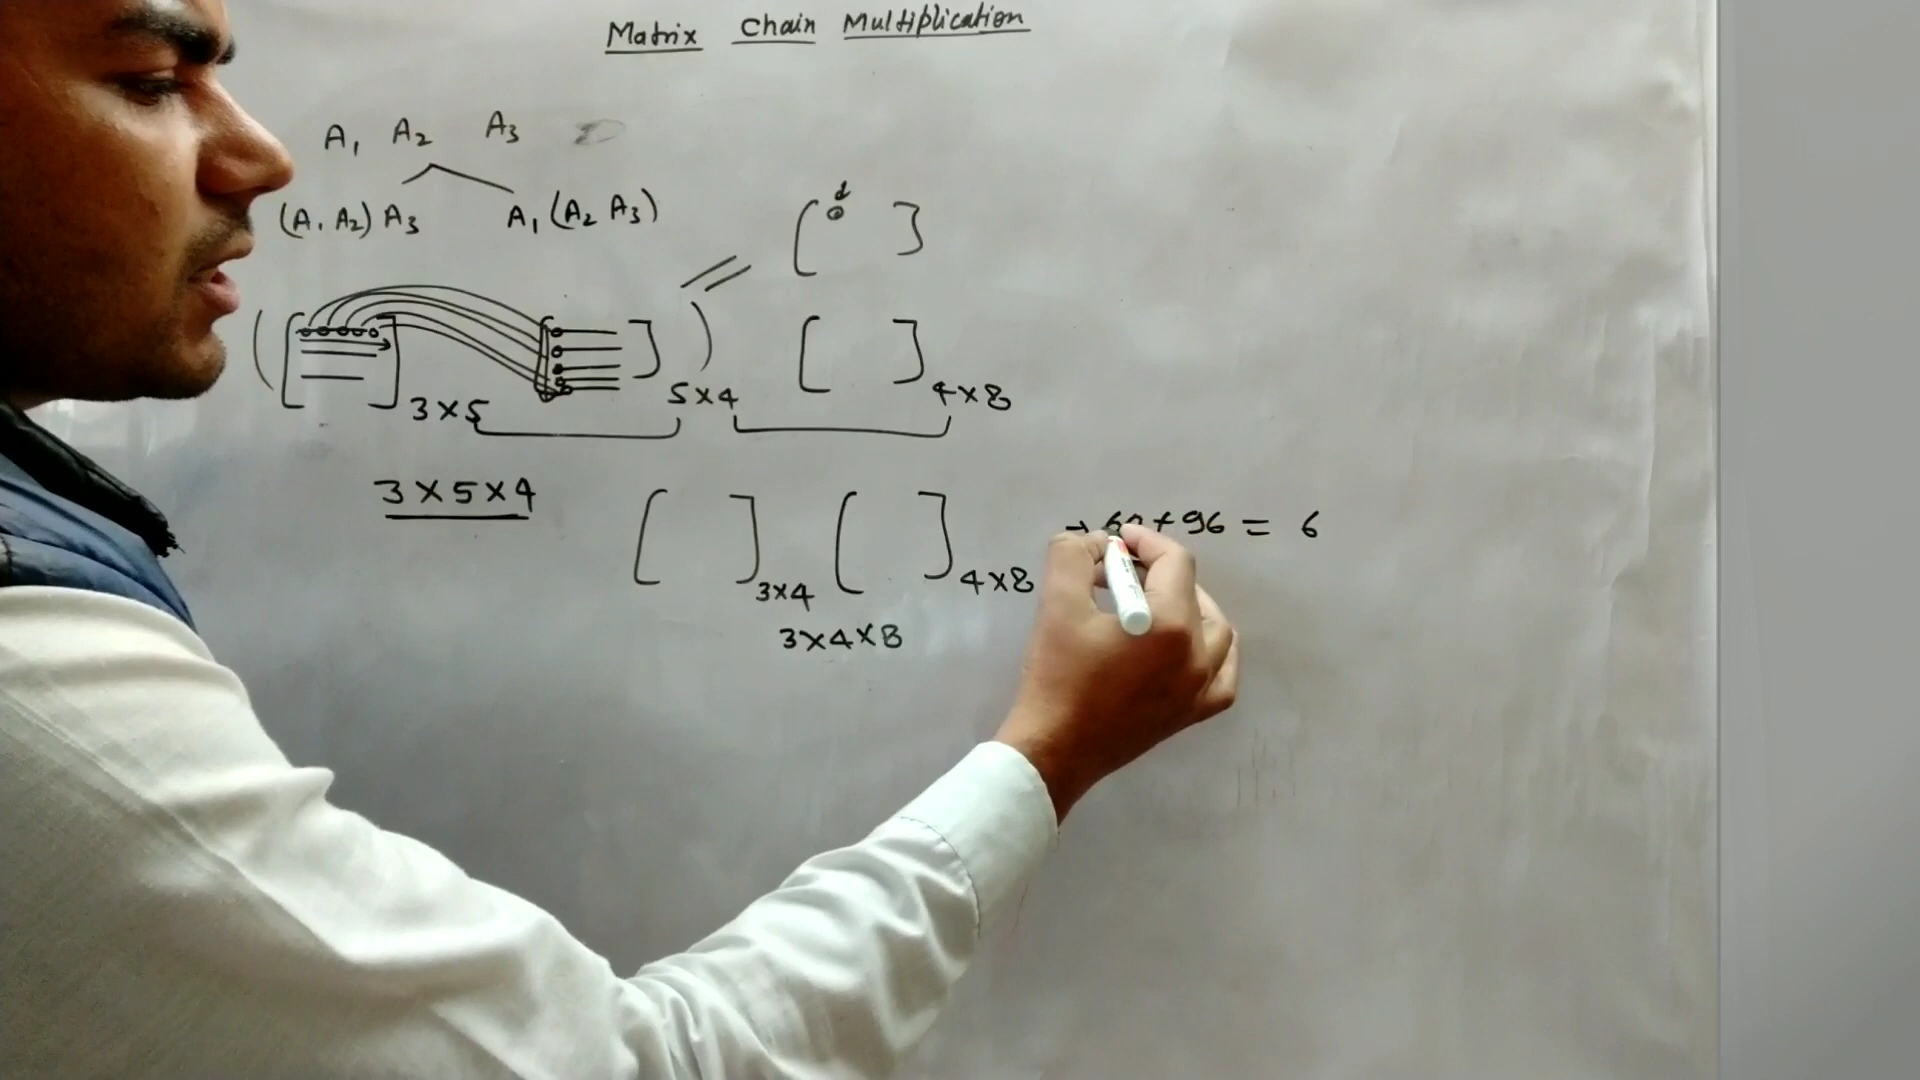 Matrix Chain Multiplication
A1 A2 A3
(A1 A2) A3 A1 (A2 A3)
d
3×5 5×4 4×8
3×5×4
→ 60+96 = 6
3×4 4×8
3×4×8